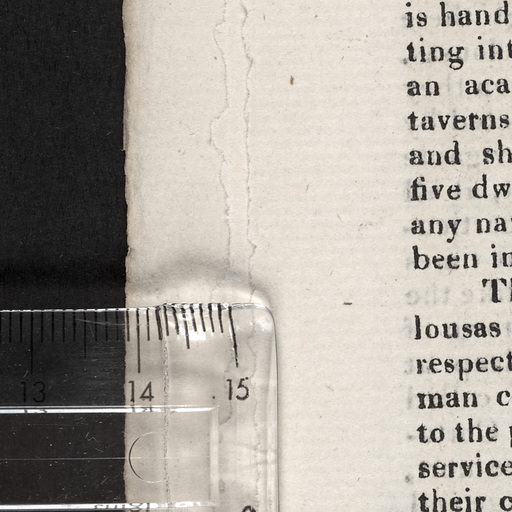 is hand
ting int
an aca
taverns
and sh
five dw
any na
been in
Th
lousas
respect
man c
to the p
service
their c
13 14 15